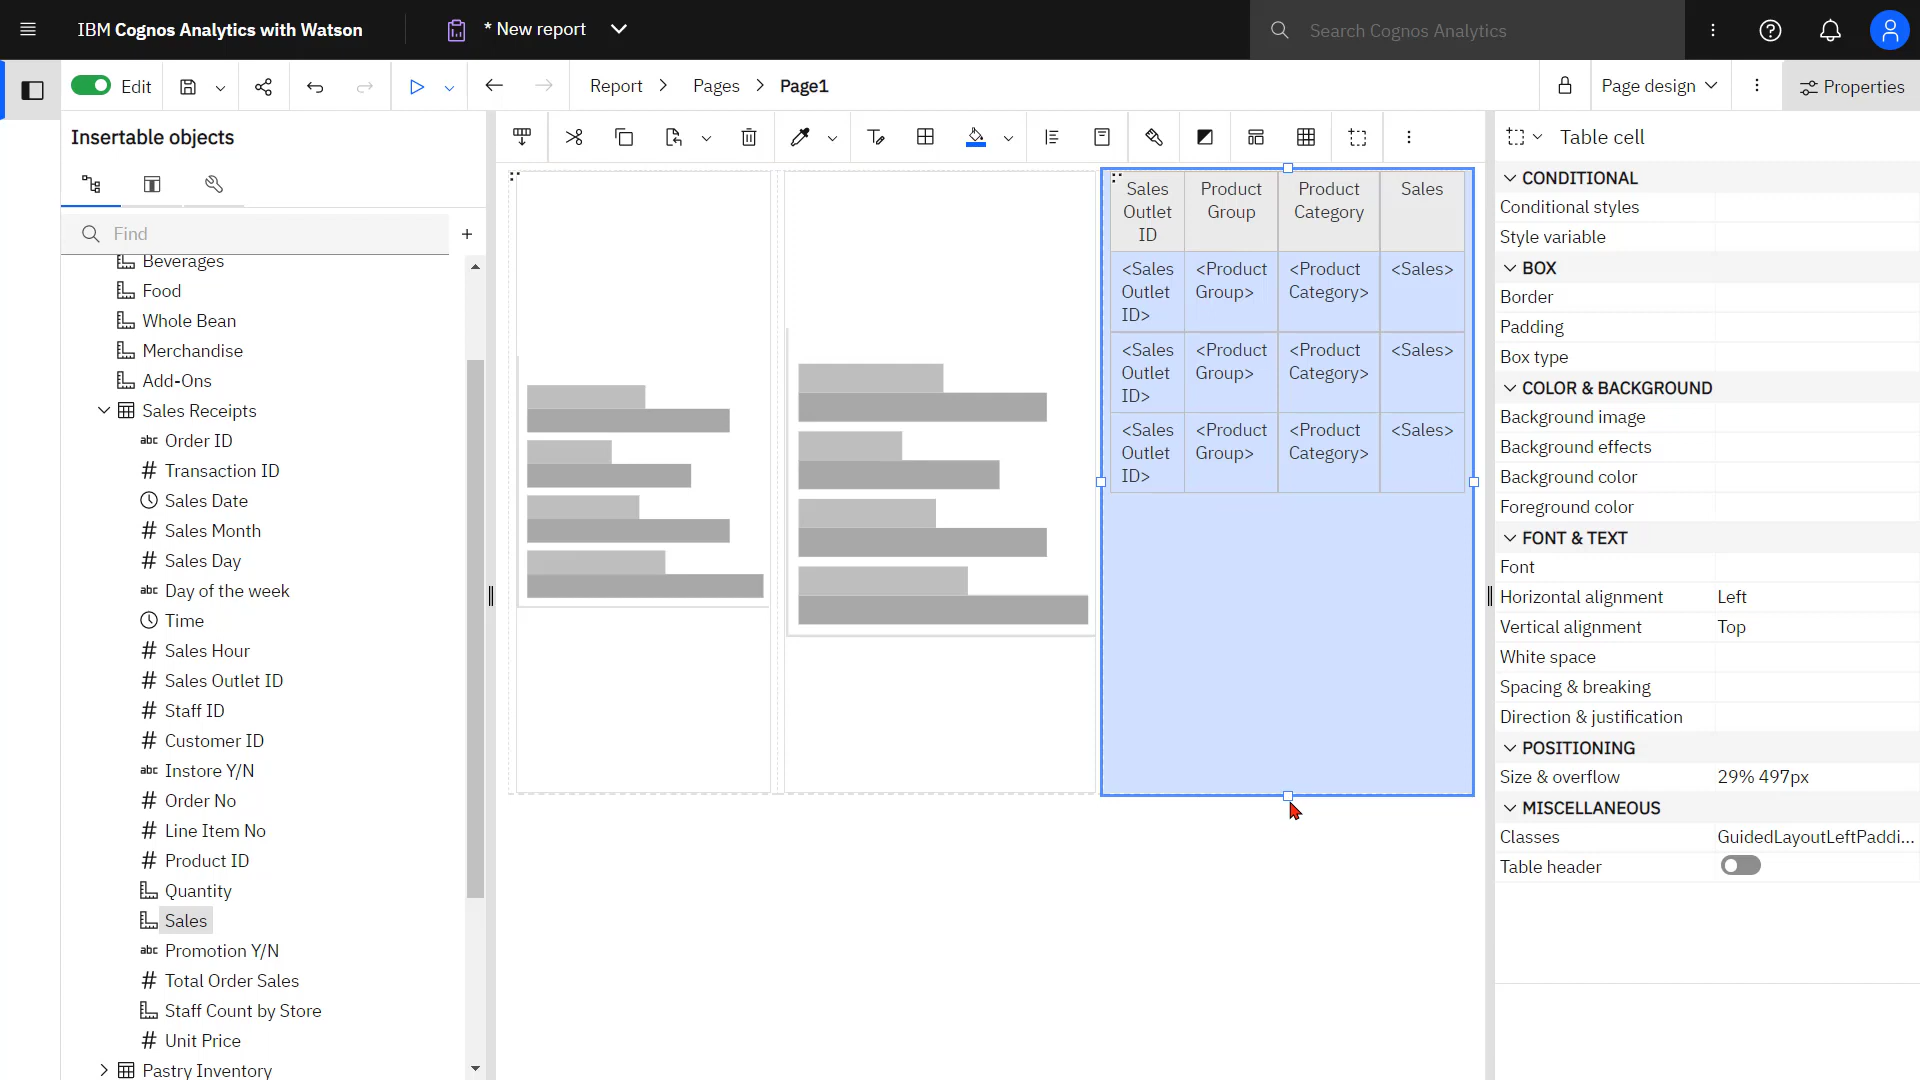 IBM Cognos Analytics with Watson
* New report
Search Cognos Analytics
Edit
Report
Pages
Page1
Page design
Properties
Insertable objects
Find
Beverages
Food
Whole Bean
Merchandise
Add-Ons
Sales Receipts
abc Order ID
# Transaction ID
Sales Date
# Sales Month
# Sales Day
abc Day of the week
Time
# Sales Hour
# Sales Outlet ID
# Staff ID
# Customer ID
abc Instore Y/N
# Order No
# Line Item No
# Product ID
Quantity
Sales
abc Promotion Y/N
# Total Order Sales
Staff Count by Store
# Unit Price
Pastry Inventory
Sales Outlet ID
Product Group
Product Category
Sales
<Sales Outlet ID>
<Product Group>
<Product Category>
<Sales>
<Sales Outlet ID>
<Product Group>
<Product Category>
<Sales>
<Sales Outlet ID>
<Product Group>
<Product Category>
<Sales>
Table cell
CONDITIONAL
Conditional styles
Style variable
BOX
Border
Padding
Box type
COLOR & BACKGROUND
Background image
Background effects
Background color
Foreground color
FONT & TEXT
Font
Horizontal alignment Left
Vertical alignment Top
White space
Spacing & breaking
Direction & justification
POSITIONING
Size & overflow 29% 497px
MISCELLANEOUS
Classes GuidedLayoutLeftPaddi...
Table header